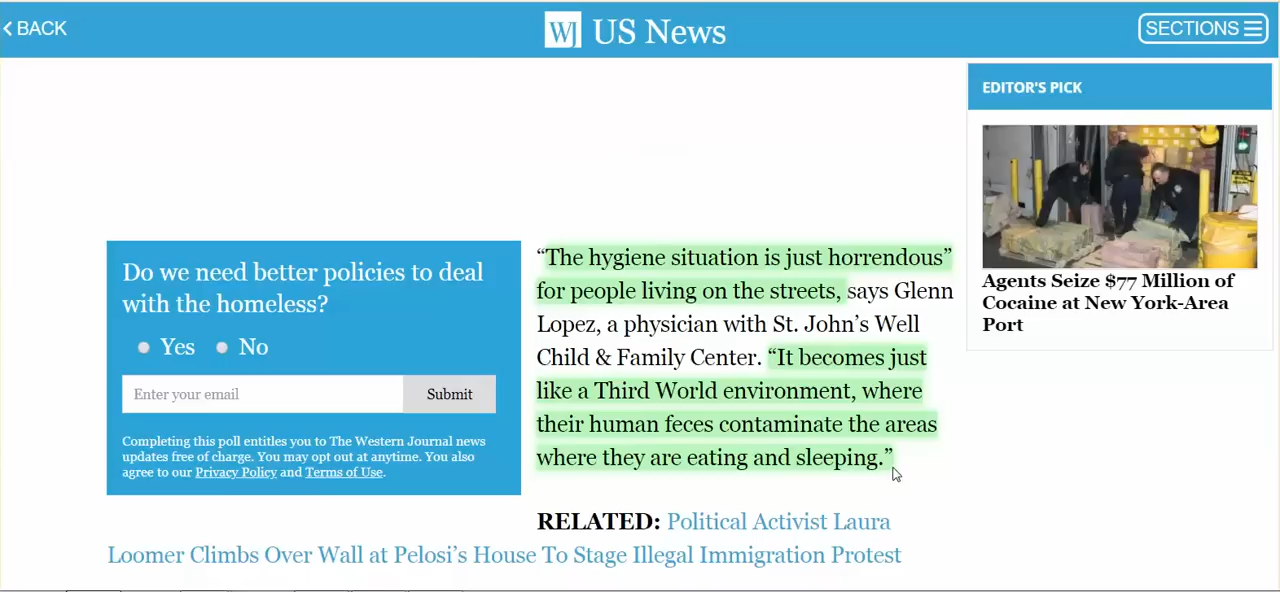 BACK
WJ US News
SECTIONS
EDITOR'S PICK
Agents Seize $77 Million of
Cocaine at New York-Area
Port
Do we need better policies to deal
with the homeless?
Yes No
Enter your email Submit
Completing this poll entitles you to The Western Journal news
updates free of charge. You may opt out at anytime. You also
agree to our Privacy Policy and Terms of Use.
“The hygiene situation is just horrendous”
for people living on the streets, says Glenn
Lopez, a physician with St. John’s Well
Child & Family Center. “It becomes just
like a Third World environment, where
their human feces contaminate the areas
where they are eating and sleeping.”
RELATED: Political Activist Laura
Loomer Climbs Over Wall at Pelosi’s House To Stage Illegal Immigration Protest